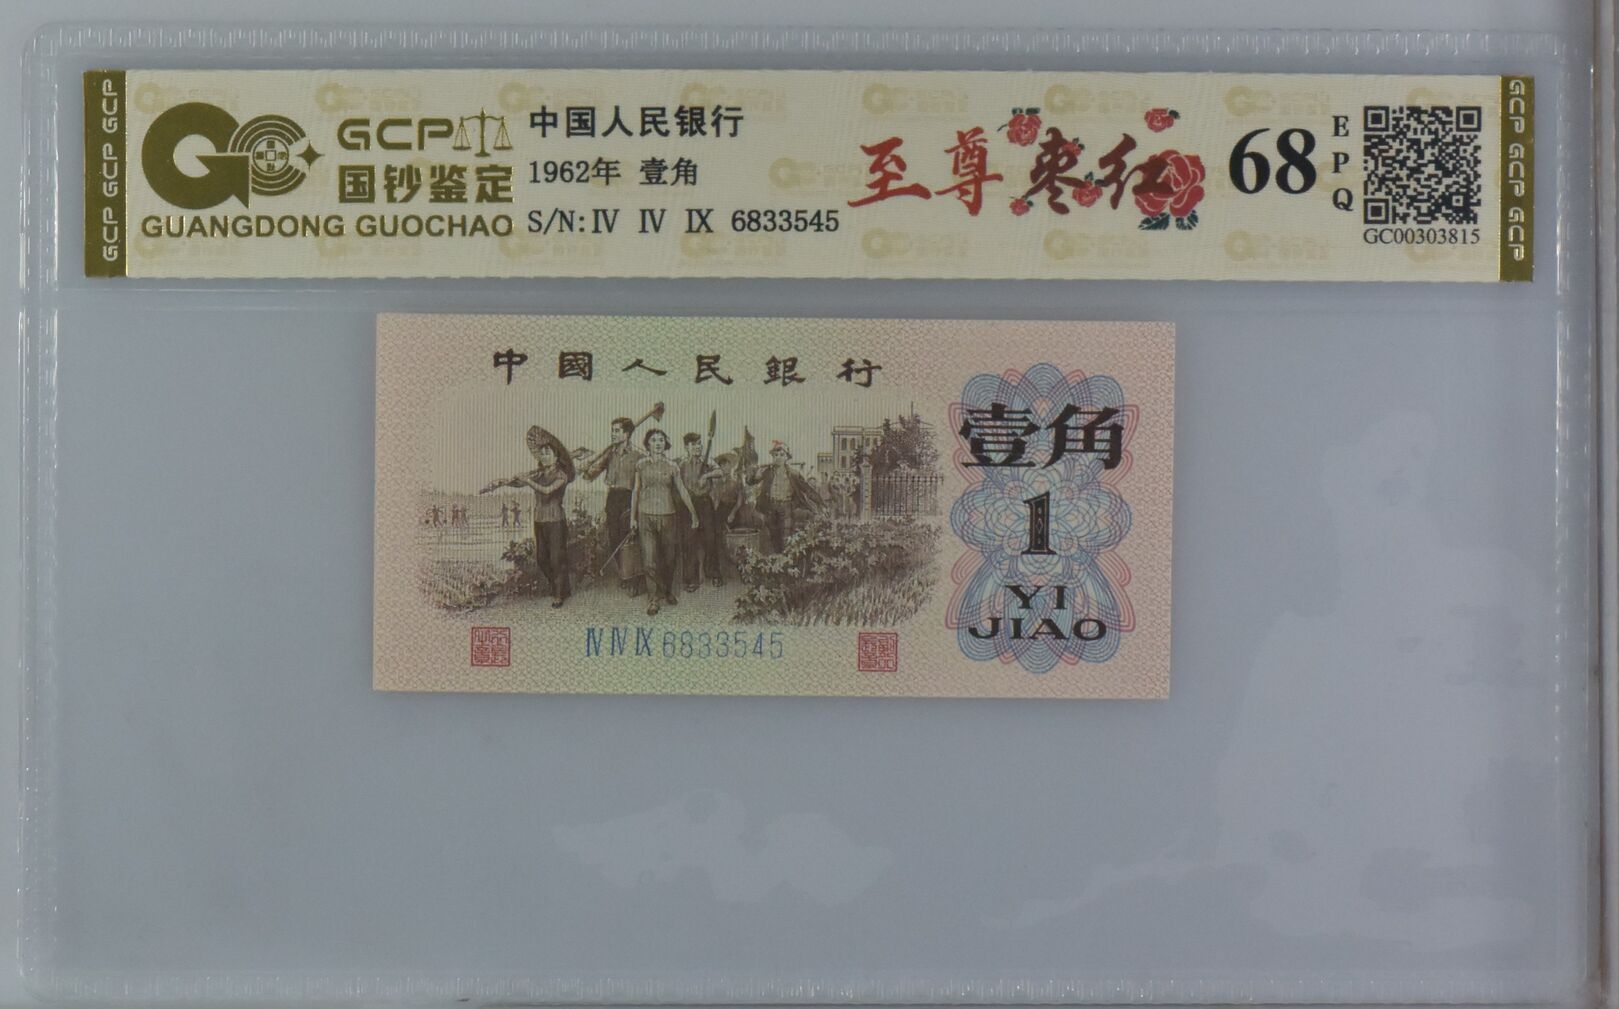 GCP GCP GCP
GCP
国钞鉴定
GUANGDONG GUOCHAO
中国人民银行
1962年 壹角
S/N: IV IV IX 6833545
至尊枣红
68
EPQ
GC00303815
GCP GCP GCP
中國人民銀行
壹角
1
YI
JIAO
IV IV IX 6833545